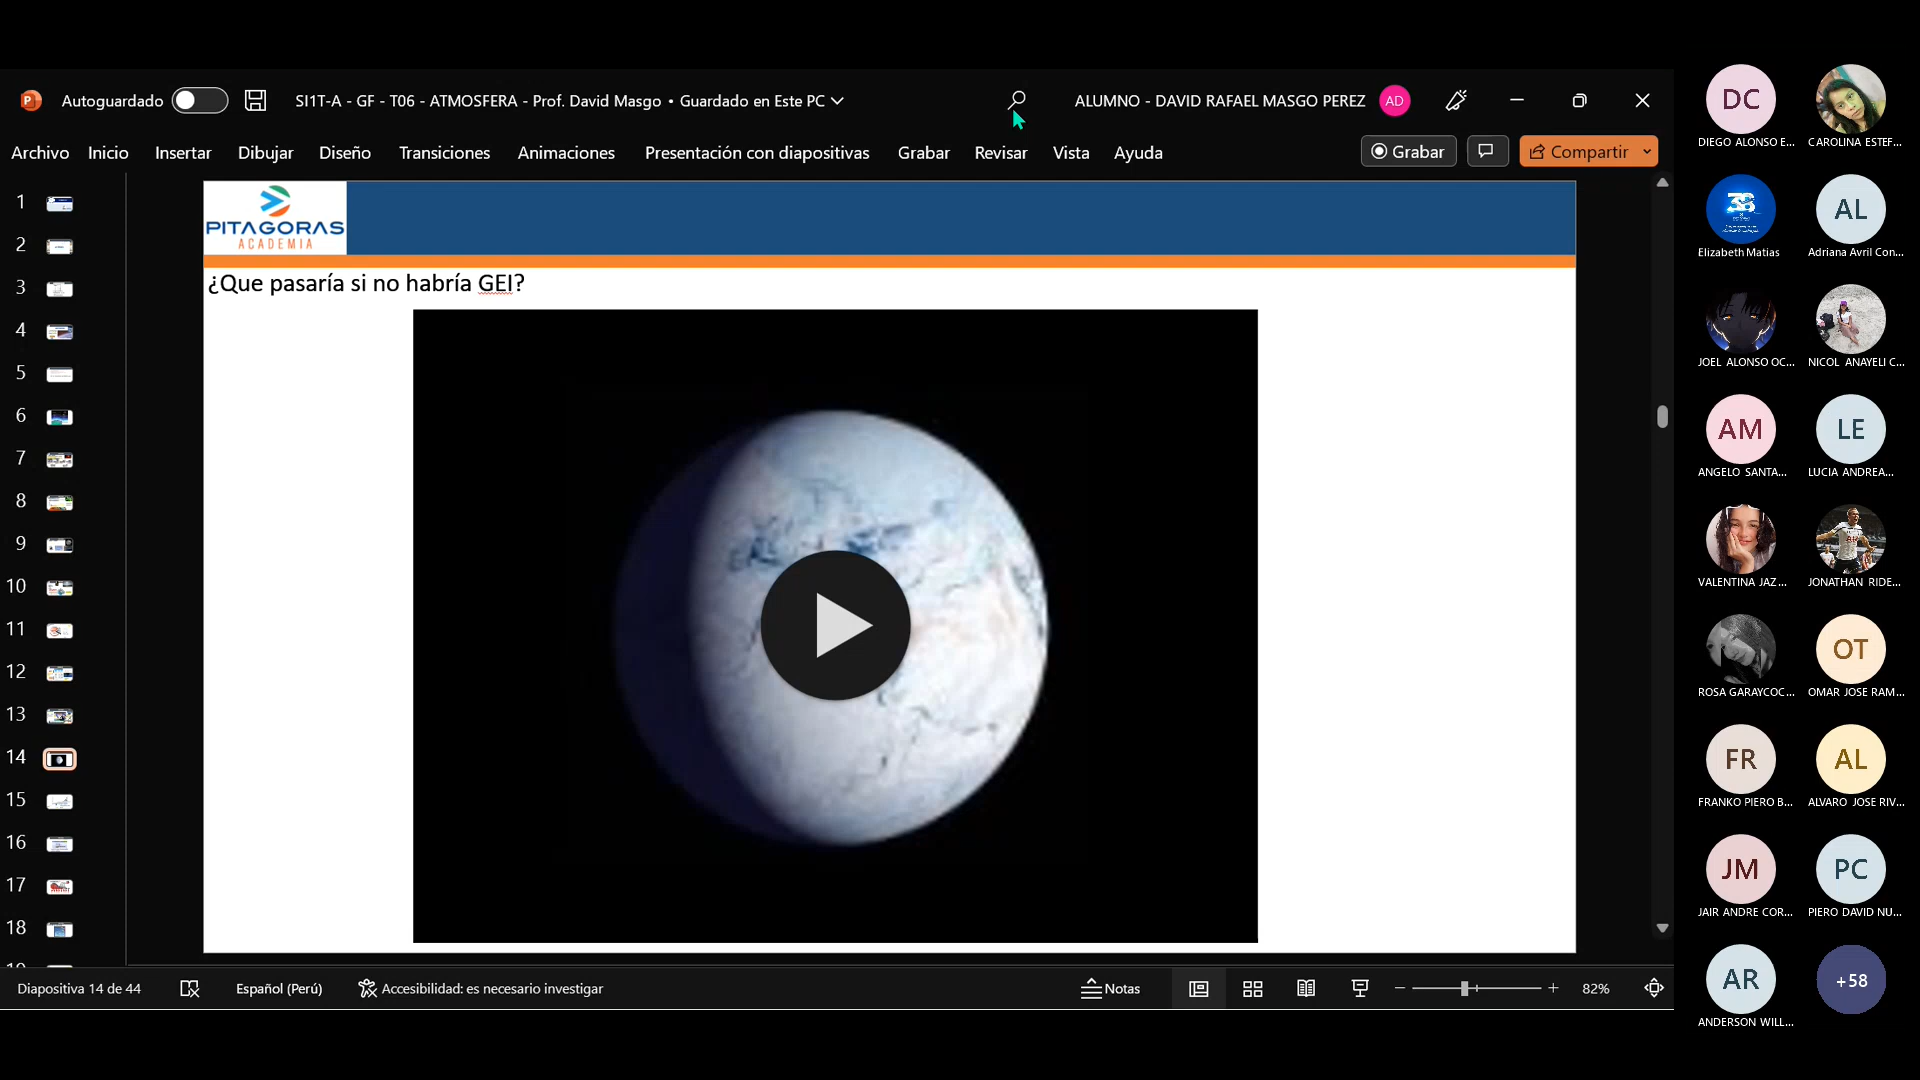 Autoguardado
SI1T-A - GF - T06 - ATMOSFERA - Prof. David Masgo • Guardado en Este PC
ALUMNO - DAVID RAFAEL MASGO PEREZ
AD
Archivo Inicio Insertar Dibujar Diseño Transiciones Animaciones Presentación con diapositivas Grabar Revisar Vista Ayuda
Grabar
Compartir
1
2
3
4
5
6
7
8
9
10
11
12
13
14
15
16
17
18
PITAGORAS
ACADEMIA
¿Que pasaría si no habría GEI?
Diapositiva 14 de 44
Español (Perú)
Accesibilidad: es necesario investigar
Notas
82%
DC
DIEGO ALONSO E...
CAROLINA ESTEF...
Elizabeth Matias
AL
Adriana Avril Con...
JOEL ALONSO OC...
NICOL ANAYELI C...
AM
ANGELO SANTA...
LE
LUCIA ANDREA...
VALENTINA JAZ...
JONATHAN RIDE...
ROSA GARAYCOC...
OT
OMAR JOSE RAM...
FR
FRANKO PIERO B...
AL
ALVARO JOSE RIV...
JM
JAIR ANDRE COR...
PC
PIERO DAVID NU...
AR
ANDERSON WILL...
+58